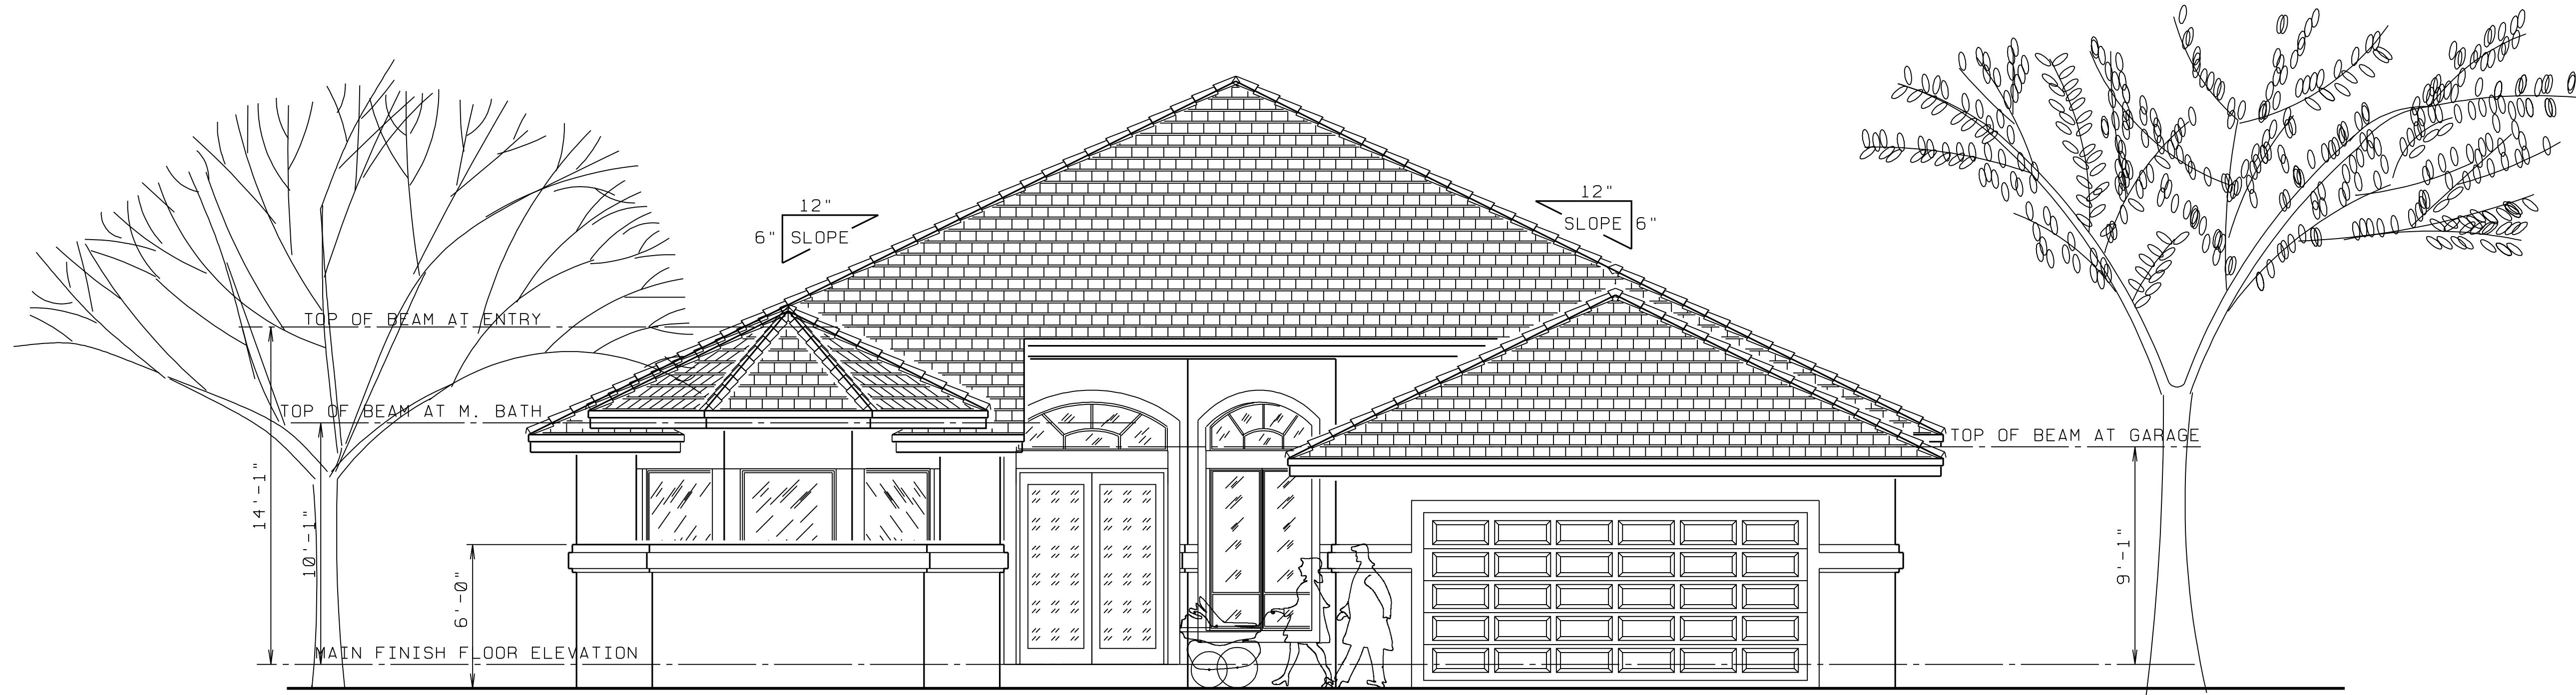 12"
6" SLOPE
12"
SLOPE 6"
TOP OF BEAM AT ENTRY
TOP OF BEAM AT M. BATH
TOP OF BEAM AT GARAGE
14'-1"
10'-1"
6'-0"
9'-1"
MAIN FINISH FLOOR ELEVATION